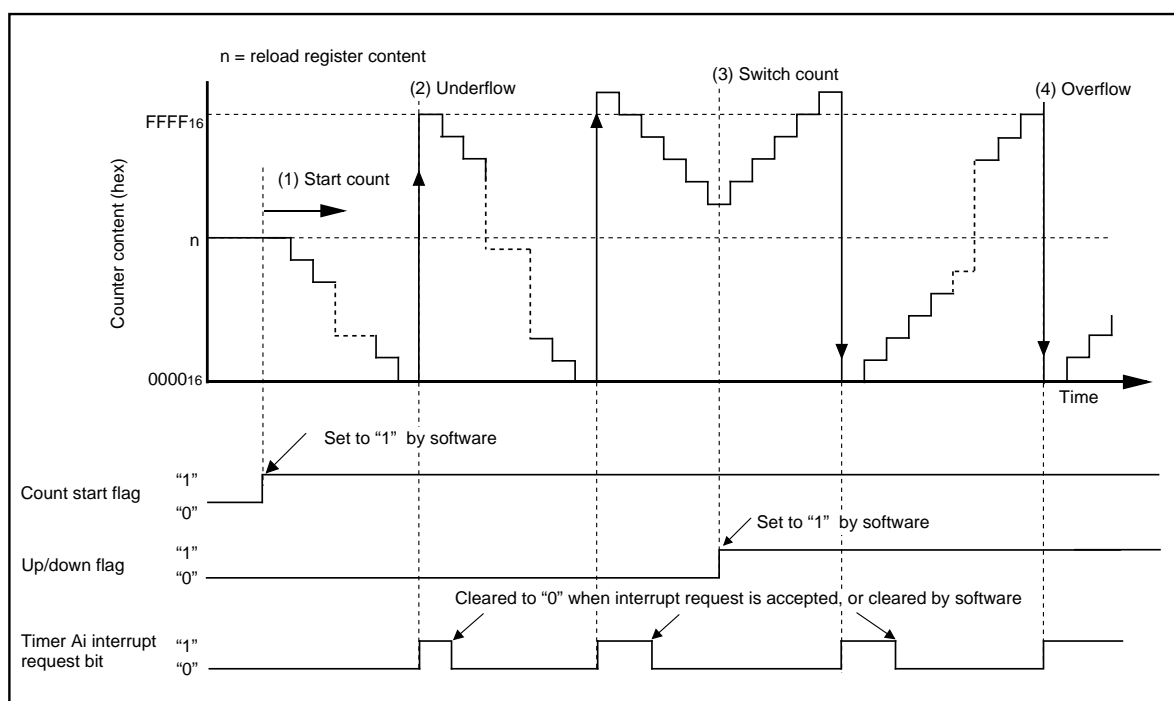 n = reload register content
(3) Switch count
(2) Underflow
(4) Overflow
FFFF16
(1) Start count
Counter content (hex)
n
000016
Time
Set to “1” by software
Count start flag
“1”
“0”
Set to “1” by software
Up/down flag
“1”
“0”
Cleared to “0” when interrupt request is accepted, or cleared by software
Timer Ai interrupt
request bit
“1”
“0”